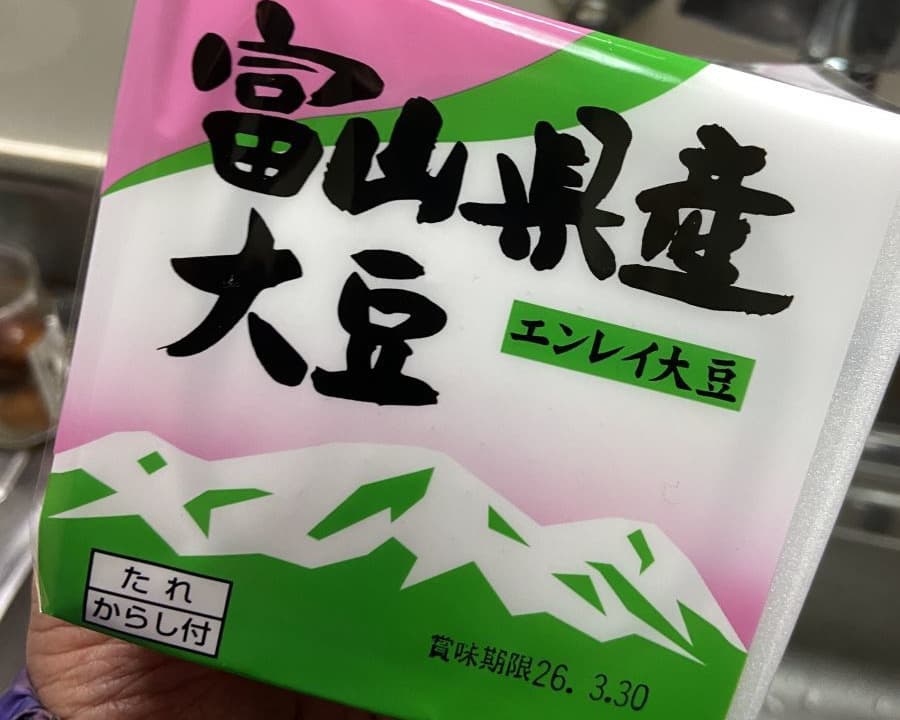 富山県産
大豆
エンレイ大豆
たれ
からし付
賞味期限26. 3.30